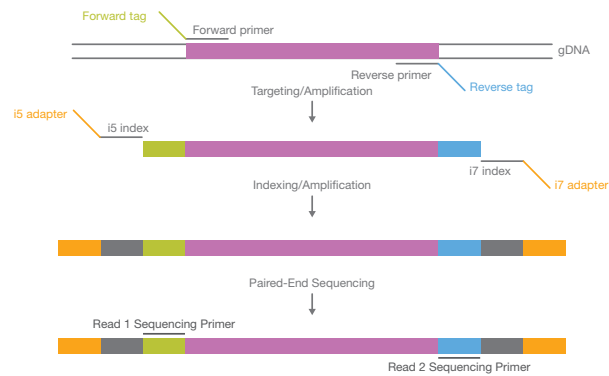 Forward tag
Forward primer
gDNA
Reverse primer
Reverse tag
Targeting/Amplification
i5 adapter
i5 index
i7 index
i7 adapter
Indexing/Amplification
Paired-End Sequencing
Read 1 Sequencing Primer
Read 2 Sequencing Primer